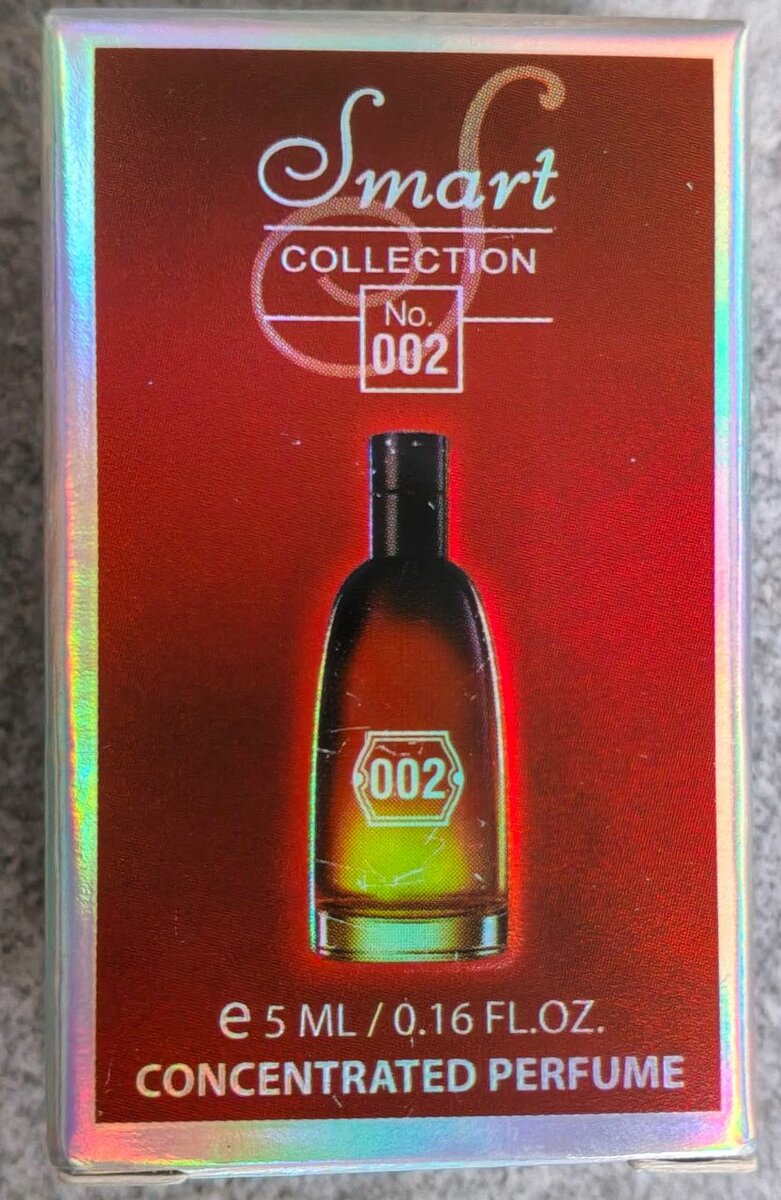 Smart
COLLECTION
No.
002
002
℮ 5 ML / 0.16 FL.OZ.
CONCENTRATED PERFUME